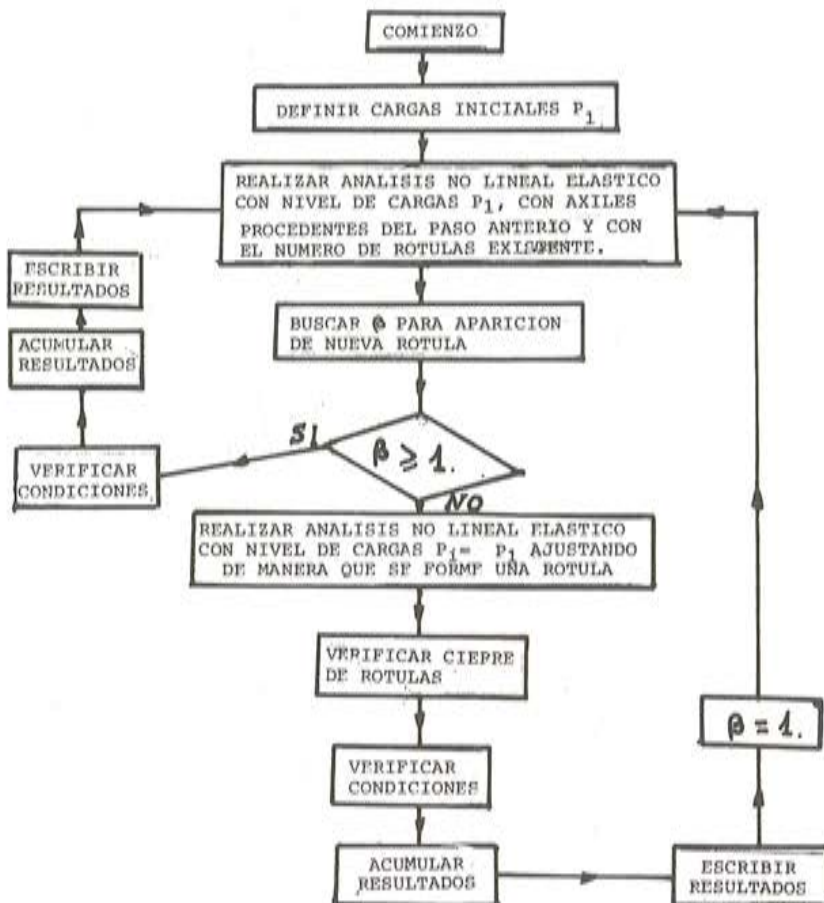 COMIENZO
DEFINIR CARGAS INICIALES P1
REALIZAR ANALISIS NO LINEAL ELASTICO
CON NIVEL DE CARGAS P1, CON AXILES
PROCEDENTES DEL PASO ANTERIO Y CON
EL NUMERO DE ROTULAS EXISTENTE.
ESCRIBIR
RESULTADOS
BUSCAR β PARA APARICION
DE NUEVA ROTULA
ACUMULAR
RESULTADOS
SI
β ≥ 1.
VERIFICAR
CONDICIONES
NO
REALIZAR ANALISIS NO LINEAL ELASTICO
CON NIVEL DE CARGAS Pi= P1 AJUSTANDO
DE MANERA QUE SE FORME UNA ROTULA
VERIFICAR CIEPRE
DE ROTULAS
β = 1.
VERIFICAR
CONDICIONES
ACUMULAR
RESULTADOS
ESCRIBIR
RESULTADOS